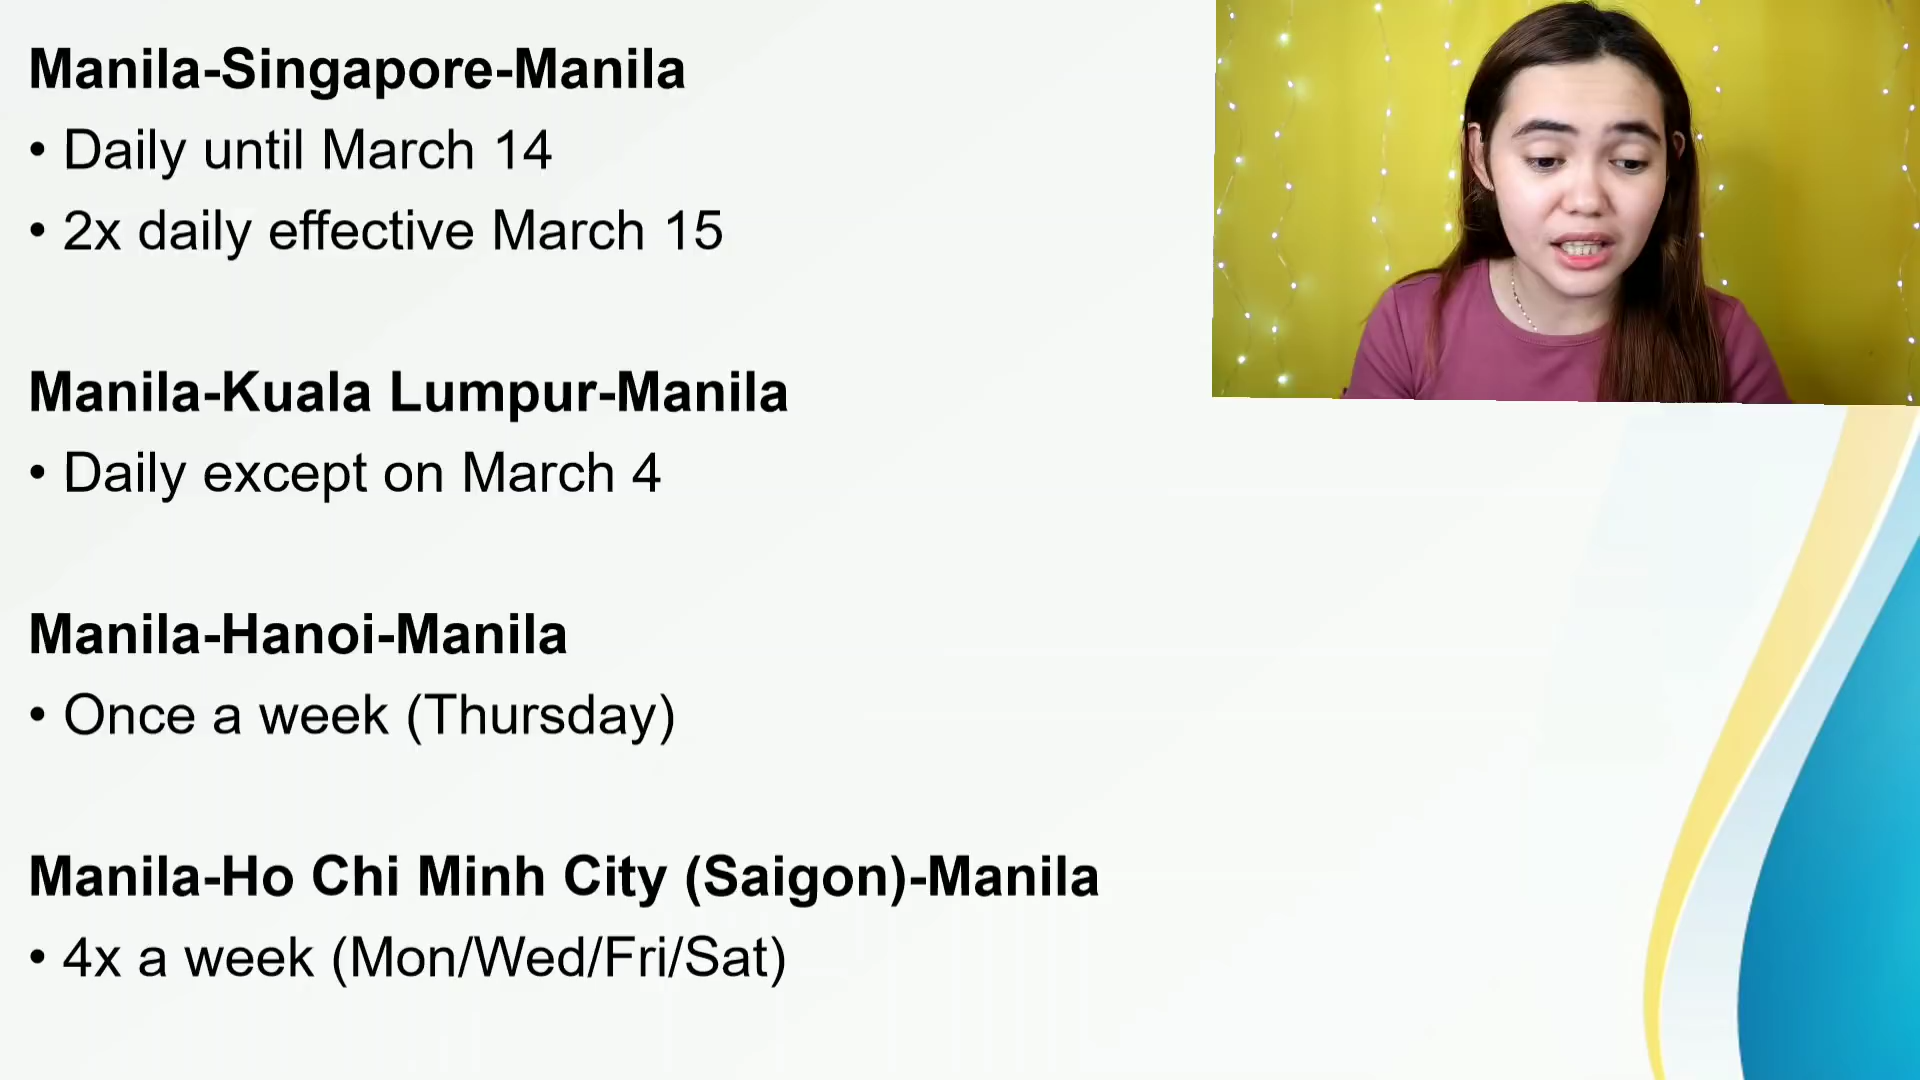 Manila-Singapore-Manila
• Daily until March 14
• 2x daily effective March 15
Manila-Kuala Lumpur-Manila
• Daily except on March 4
Manila-Hanoi-Manila
• Once a week (Thursday)
Manila-Ho Chi Minh City (Saigon)-Manila
• 4x a week (Mon/Wed/Fri/Sat)